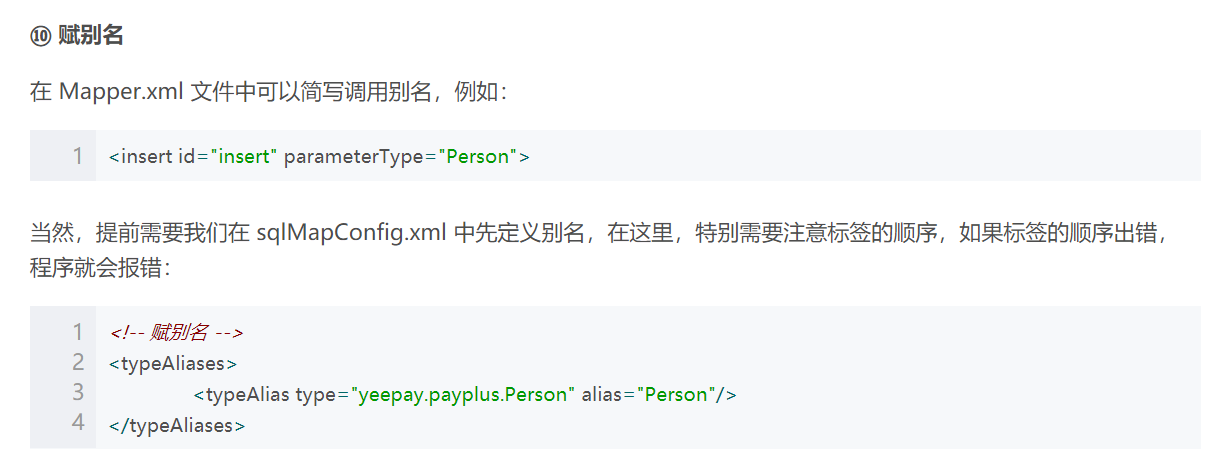 ⑩ 赋别名
在 Mapper.xml 文件中可以简写调用别名，例如：
1 <insert id="insert" parameterType="Person">
当然，提前需要我们在 sqlMapConfig.xml 中先定义别名，在这里，特别需要注意标签的顺序，如果标签的顺序出错，
程序就会报错：
1 <!-- 赋别名 -->
2 <typeAliases>
3 <typeAlias type="yeepay.payplus.Person" alias="Person"/>
4 </typeAliases>